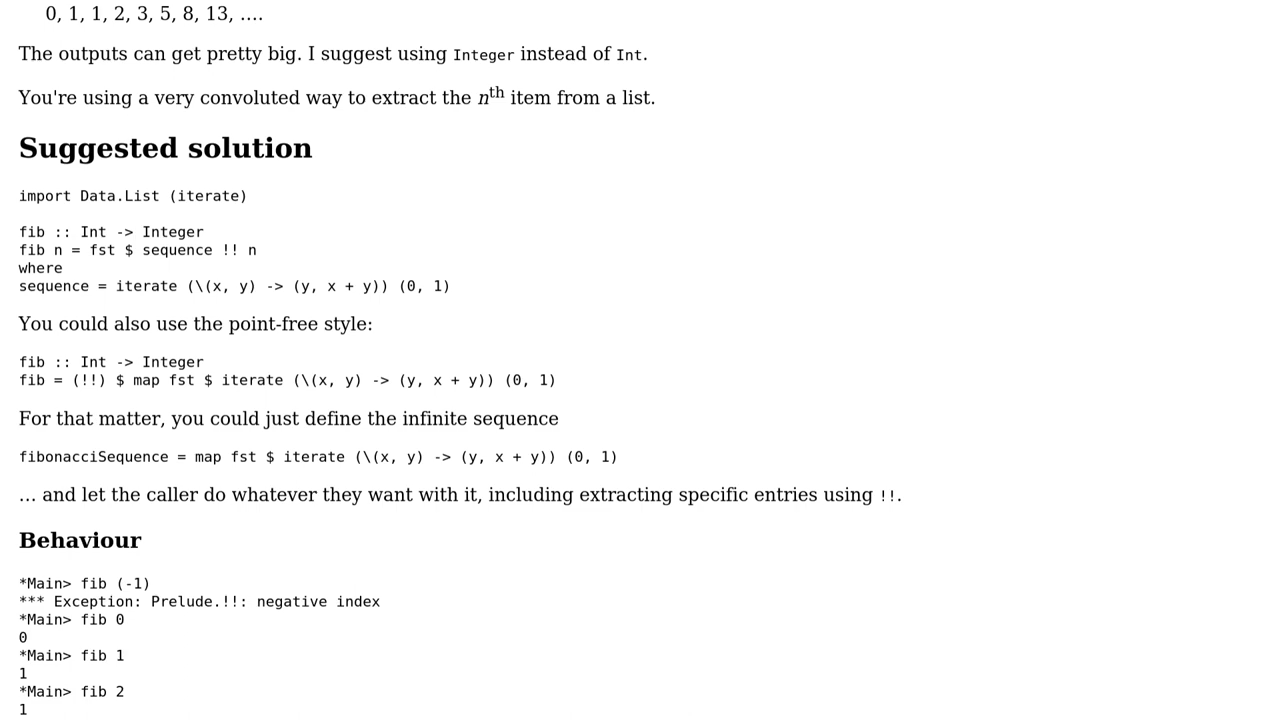 0, 1, 1, 2, 3, 5, 8, 13, ….
The outputs can get pretty big. I suggest using Integer instead of Int.
You're using a very convoluted way to extract the nth item from a list.
Suggested solution
import Data.List (iterate)
fib :: Int -> Integer
fib n = fst $ sequence !! n
where
sequence = iterate (\(x, y) -> (y, x + y)) (0, 1)
You could also use the point-free style:
fib :: Int -> Integer
fib = (!!) $ map fst $ iterate (\(x, y) -> (y, x + y)) (0, 1)
For that matter, you could just define the infinite sequence
fibonacciSequence = map fst $ iterate (\(x, y) -> (y, x + y)) (0, 1)
… and let the caller do whatever they want with it, including extracting specific entries using !!.
Behaviour
*Main> fib (-1)
*** Exception: Prelude.!!: negative index
*Main> fib 0
0
*Main> fib 1
1
*Main> fib 2
1